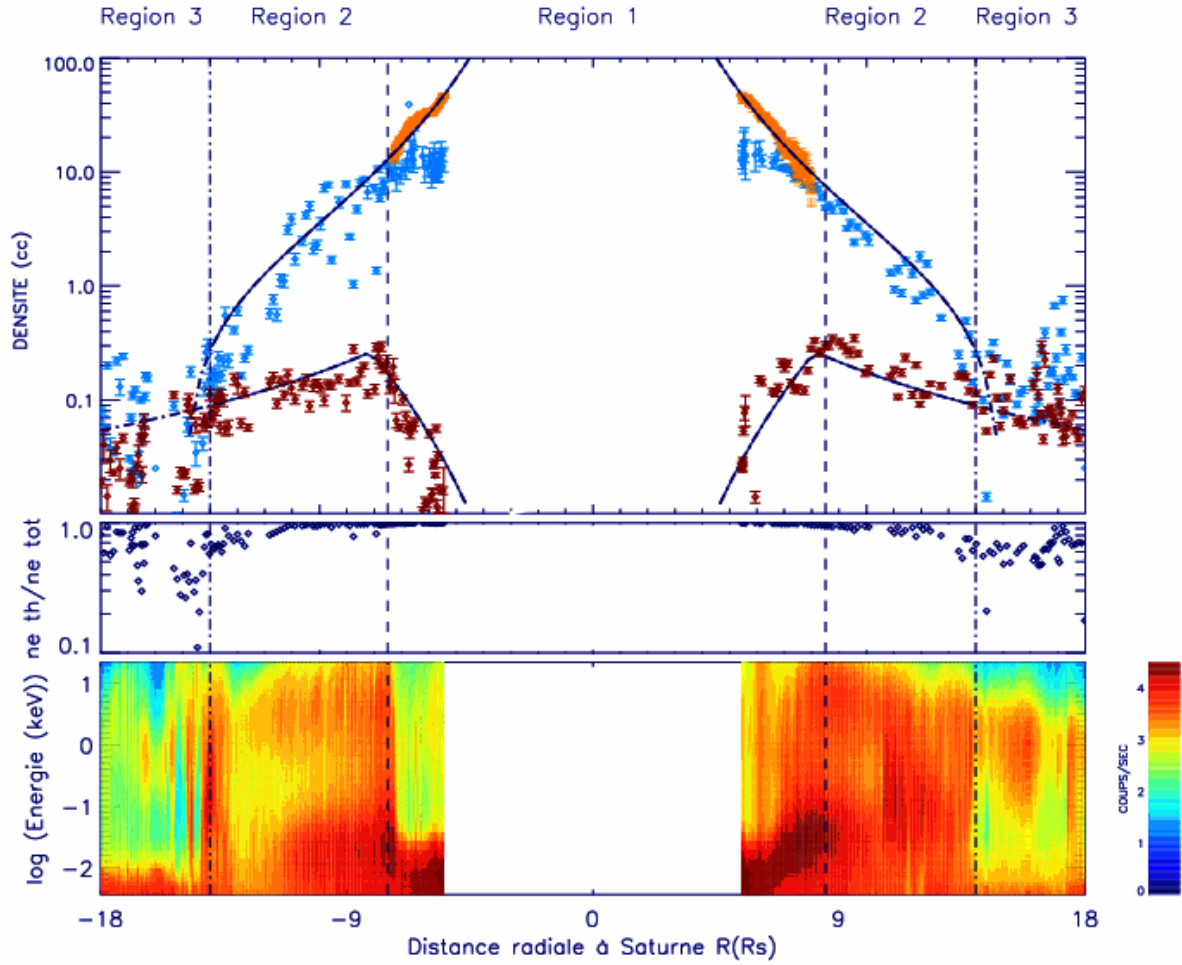 Region 3 Region 2 Region 1 Region 2 Region 3
100.0
10.0
1.0
0.1
DENSITE (cc)
1.0
0.1
ne th/ne tot
1
0
-1
-2
log (Energie (keV))
4
3
2
1
0
COUPS/SEC
-18 -9 0 9 18
Distance radiale à Saturne R(Rs)